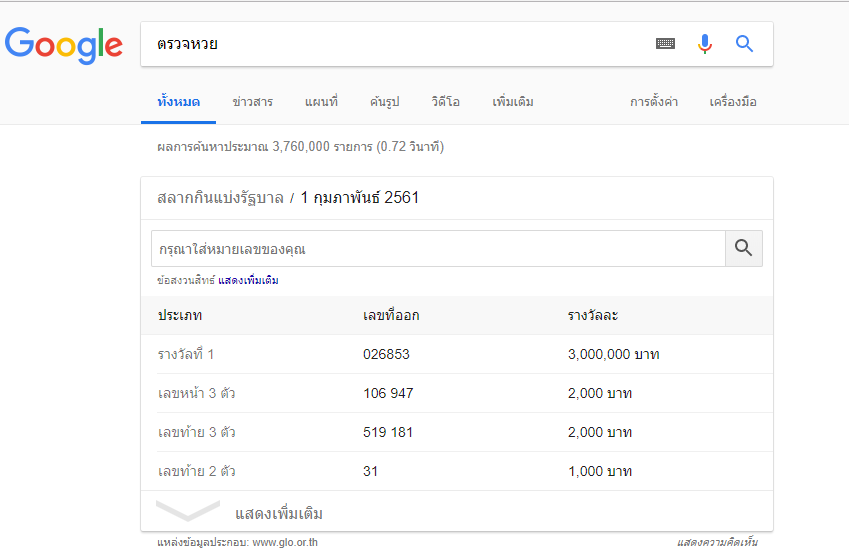 Google
ตรวจหวย
ทั้งหมด ข่าวสาร แผนที่ ค้นรูป วิดีโอ เพิ่มเติม การตั้งค่า เครื่องมือ
ผลการค้นหาประมาณ 3,760,000 รายการ (0.72 วินาที)
สลากกินแบ่งรัฐบาล / 1 กุมภาพันธ์ 2561
กรุณาใส่หมายเลขของคุณ
ข้อสงวนสิทธิ์ แสดงเพิ่มเติม
ประเภท เลขที่ออก รางวัลละ
รางวัลที่ 1 026853 3,000,000 บาท
เลขหน้า 3 ตัว 106 947 2,000 บาท
เลขท้าย 3 ตัว 519 181 2,000 บาท
เลขท้าย 2 ตัว 31 1,000 บาท
แสดงเพิ่มเติม
แหล่งข้อมูลประกอบ: www.glo.or.th แสดงความคิดเห็น